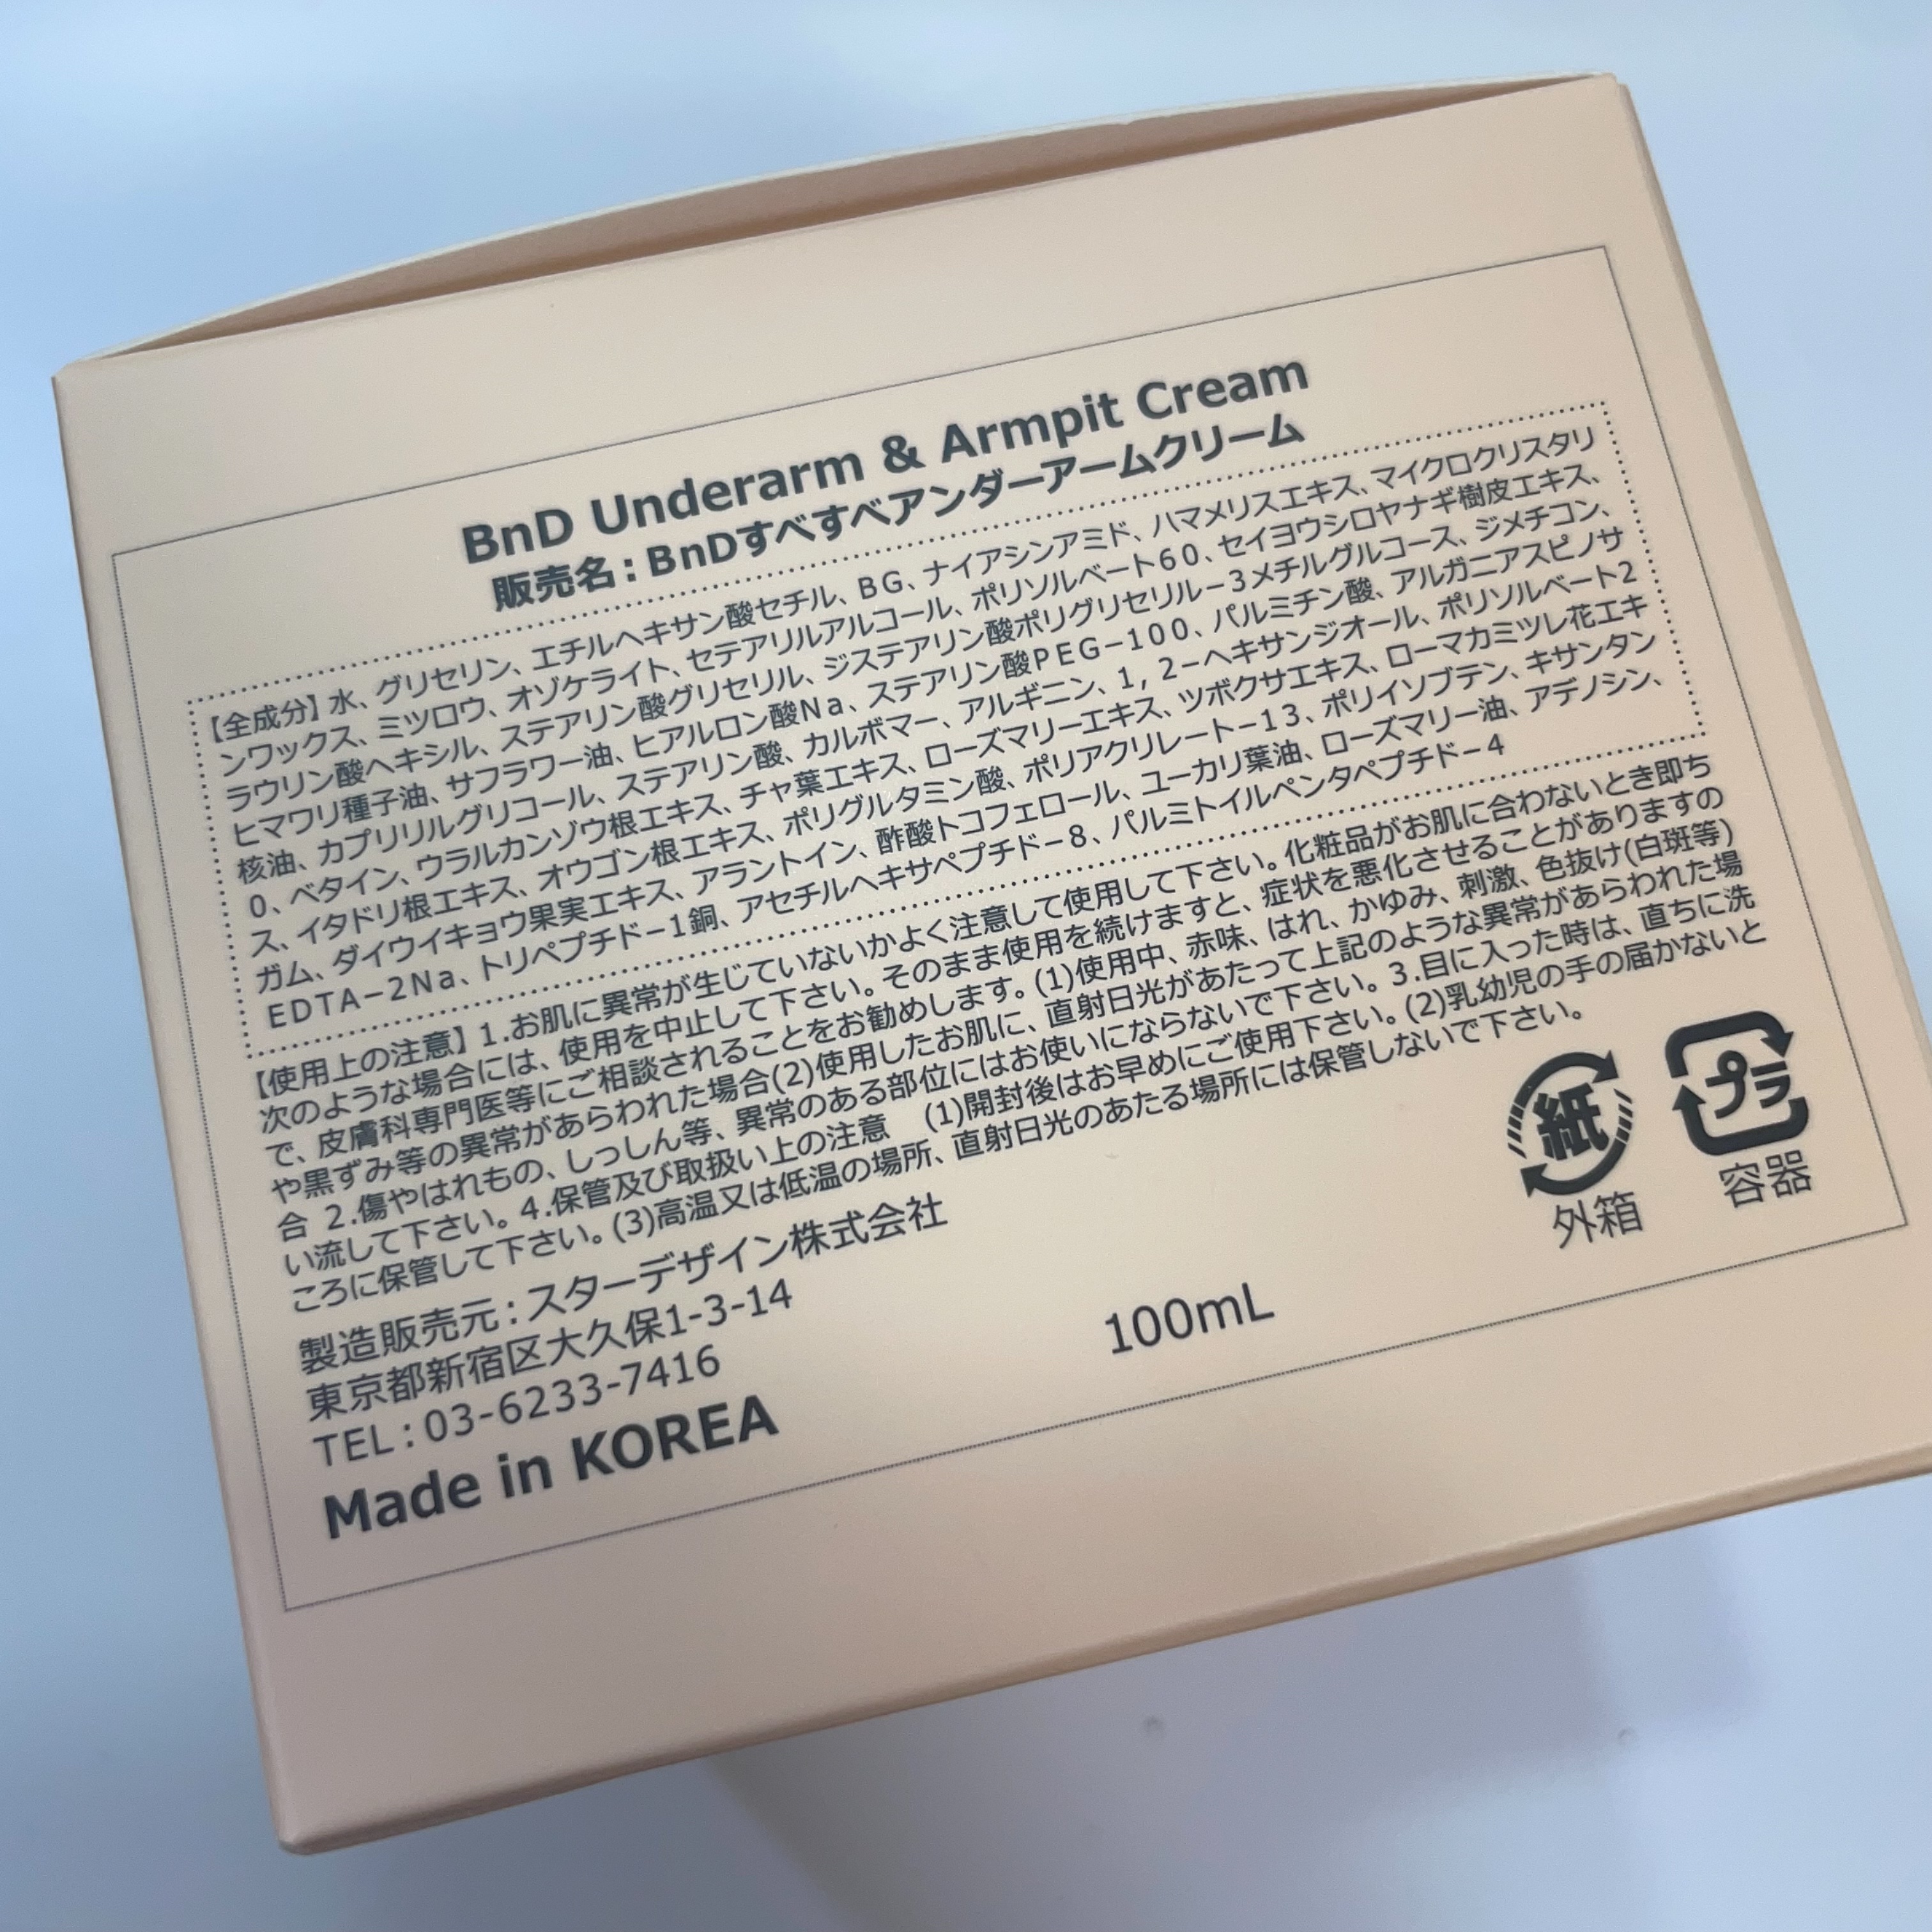 BnD Underarm & Armpit Cream
販売名：BnDすべすべアンダーアームクリーム
【全成分】水、グリセリン、エチルヘキサン酸セチル、BG、ナイアシンアミド、ハマメリスエキス、マイクロクリスタリ
ンワックス、ミツロウ、オゾケライト、セテアリルアルコール、ポリソルベート60、セイヨウシロヤナギ樹皮エキス、
ラウリン酸ヘキシル、ステアリン酸グリセリル、ジステアリン酸ポリグリセリル－3メチルグルコース、ジメチコン、
ヒマワリ種子油、サフラワー油、ヒアルロン酸Na、ステアリン酸PEG－100、パルミチン酸、アルガニアスピノサ
核油、カプリリルグリコール、ステアリン酸、カルボマー、アルギニン、1，2－ヘキサンジオール、ポリソルベート2
0、ベタイン、ウラルカンゾウ根エキス、チャ葉エキス、ローズマリーエキス、ツボクサエキス、ローマカミツレ花エキ
ス、イタドリ根エキス、オウゴン根エキス、ポリグルタミン酸、ポリアクリレート－13、ポリイソブテン、キサンタン
ガム、ダイウイキョウ果実エキス、アラントイン、酢酸トコフェロール、ユーカリ葉油、ローズマリー油、アデノシン、
EDTA－2Na、トリペプチド－1銅、アセチルヘキサペプチド－8、パルミトイルペンタペプチド－4
【使用上の注意】1.お肌に異常が生じていないかよく注意して使用して下さい。化粧品がお肌に合わないとき即ち
次のような場合には、使用を中止して下さい。そのまま使用を続けますと、症状を悪化させることがありますの
で、皮膚科専門医等にご相談されることをお勧めします。(1)使用中、赤味、はれ、かゆみ、刺激、色抜け(白斑等)
や黒ずみ等の異常があらわれた場合(2)使用したお肌に、直射日光があたって上記のような異常があらわれた場
合 2.傷やはれもの、しっしん等、異常のある部位にはお使いにならないで下さい。3.目に入った時は、直ちに洗
い流して下さい。4.保管及び取扱い上の注意 (1)開封後はお早めにご使用下さい。(2)乳幼児の手の届かないと
ころに保管して下さい。(3)高温又は低温の場所、直射日光のあたる場所には保管しないで下さい。
製造販売元：スターデザイン株式会社
東京都新宿区大久保1-3-14
TEL：03-6233-7416
Made in KOREA
100mL
紙
外箱
プラ
容器